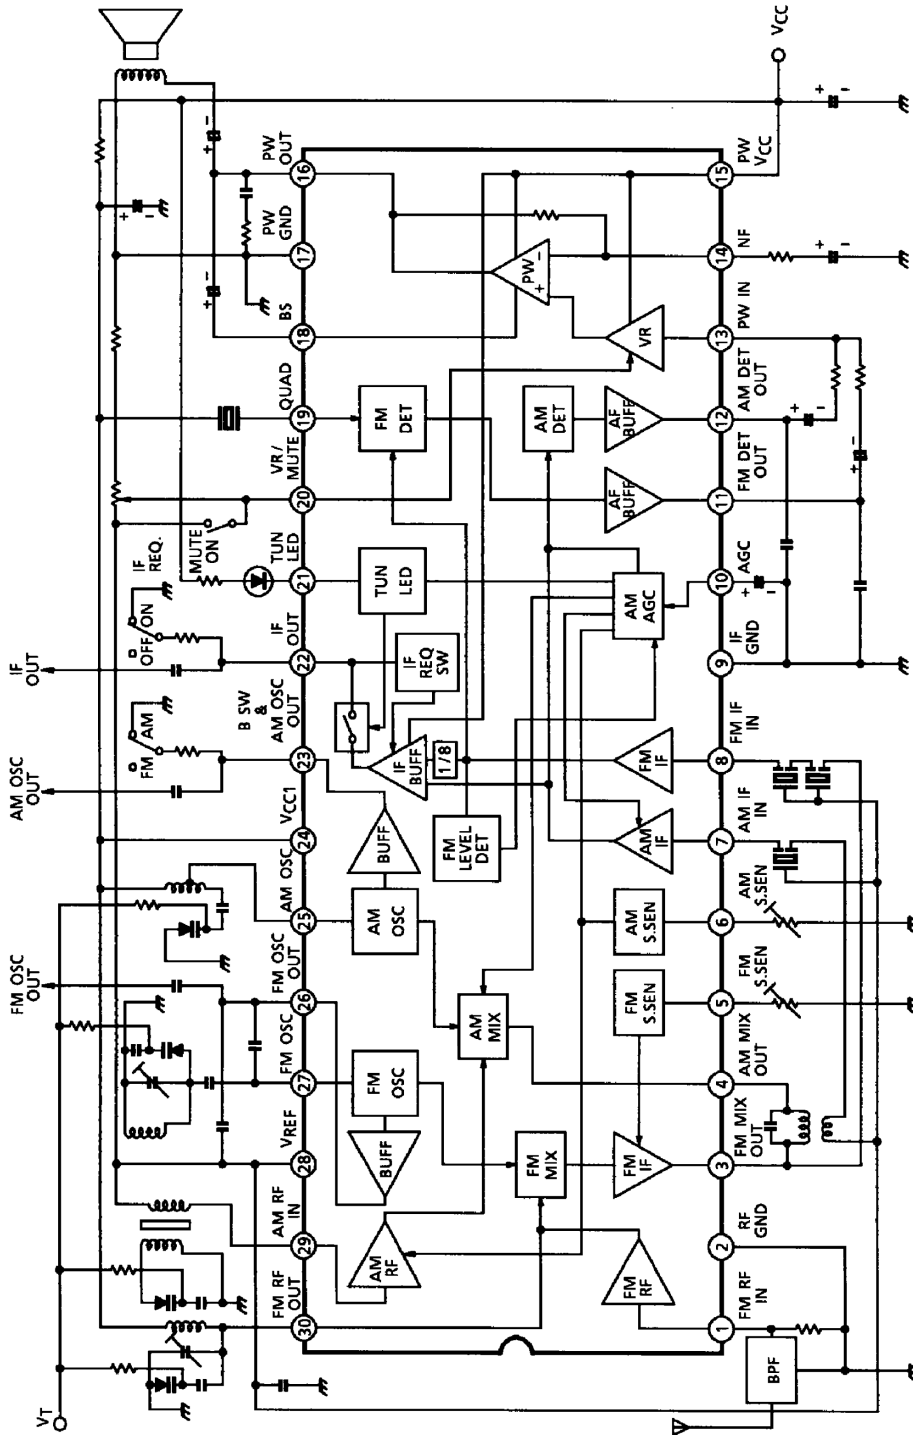 VT
FM OSC
OUT
AM OSC
OUT
IF
OUT
FM
AM
OFF
ON
IF
REQ.
MUTE
ON
VCC
FM RF
OUT
AM RF
IN
VREF
FM OSC
FM OSC
OUT
AM OSC
VCC1
B SW
&
AM OSC
OUT
IF
OUT
TUN
LED
VR/
MUTE
QUAD
BS
PW
GND
PW
OUT
30
29
28
27
26
25
24
23
22
21
20
19
18
17
16
AM
RF
BUFF
FM
OSC
AM
OSC
BUFF
IF
BUFF
IF
REQ
SW
TUN
LED
FM
DET
PW
+
-
FM
LEVEL
DET
1/8
FM
MIX
AM
MIX
AM
DET
VR
FM
RF
FM
IF
FM
S.SEN
AM
S.SEN
AM
IF
FM
IF
AM
AGC
AF
BUFF
AF
BUFF
1
2
3
4
5
6
7
8
9
10
11
12
13
14
15
FM RF
IN
RF
GND
FM MIX
OUT
AM MIX
OUT
FM
S.SEN
AM
S.SEN
AM IF
IN
FM IF
IN
IF
GND
AGC
FM DET
OUT
AM DET
OUT
PW IN
NF
PW
VCC
BPF
+ -
+ -
+ -
+ -
+ -
+ -
+ -
+ -